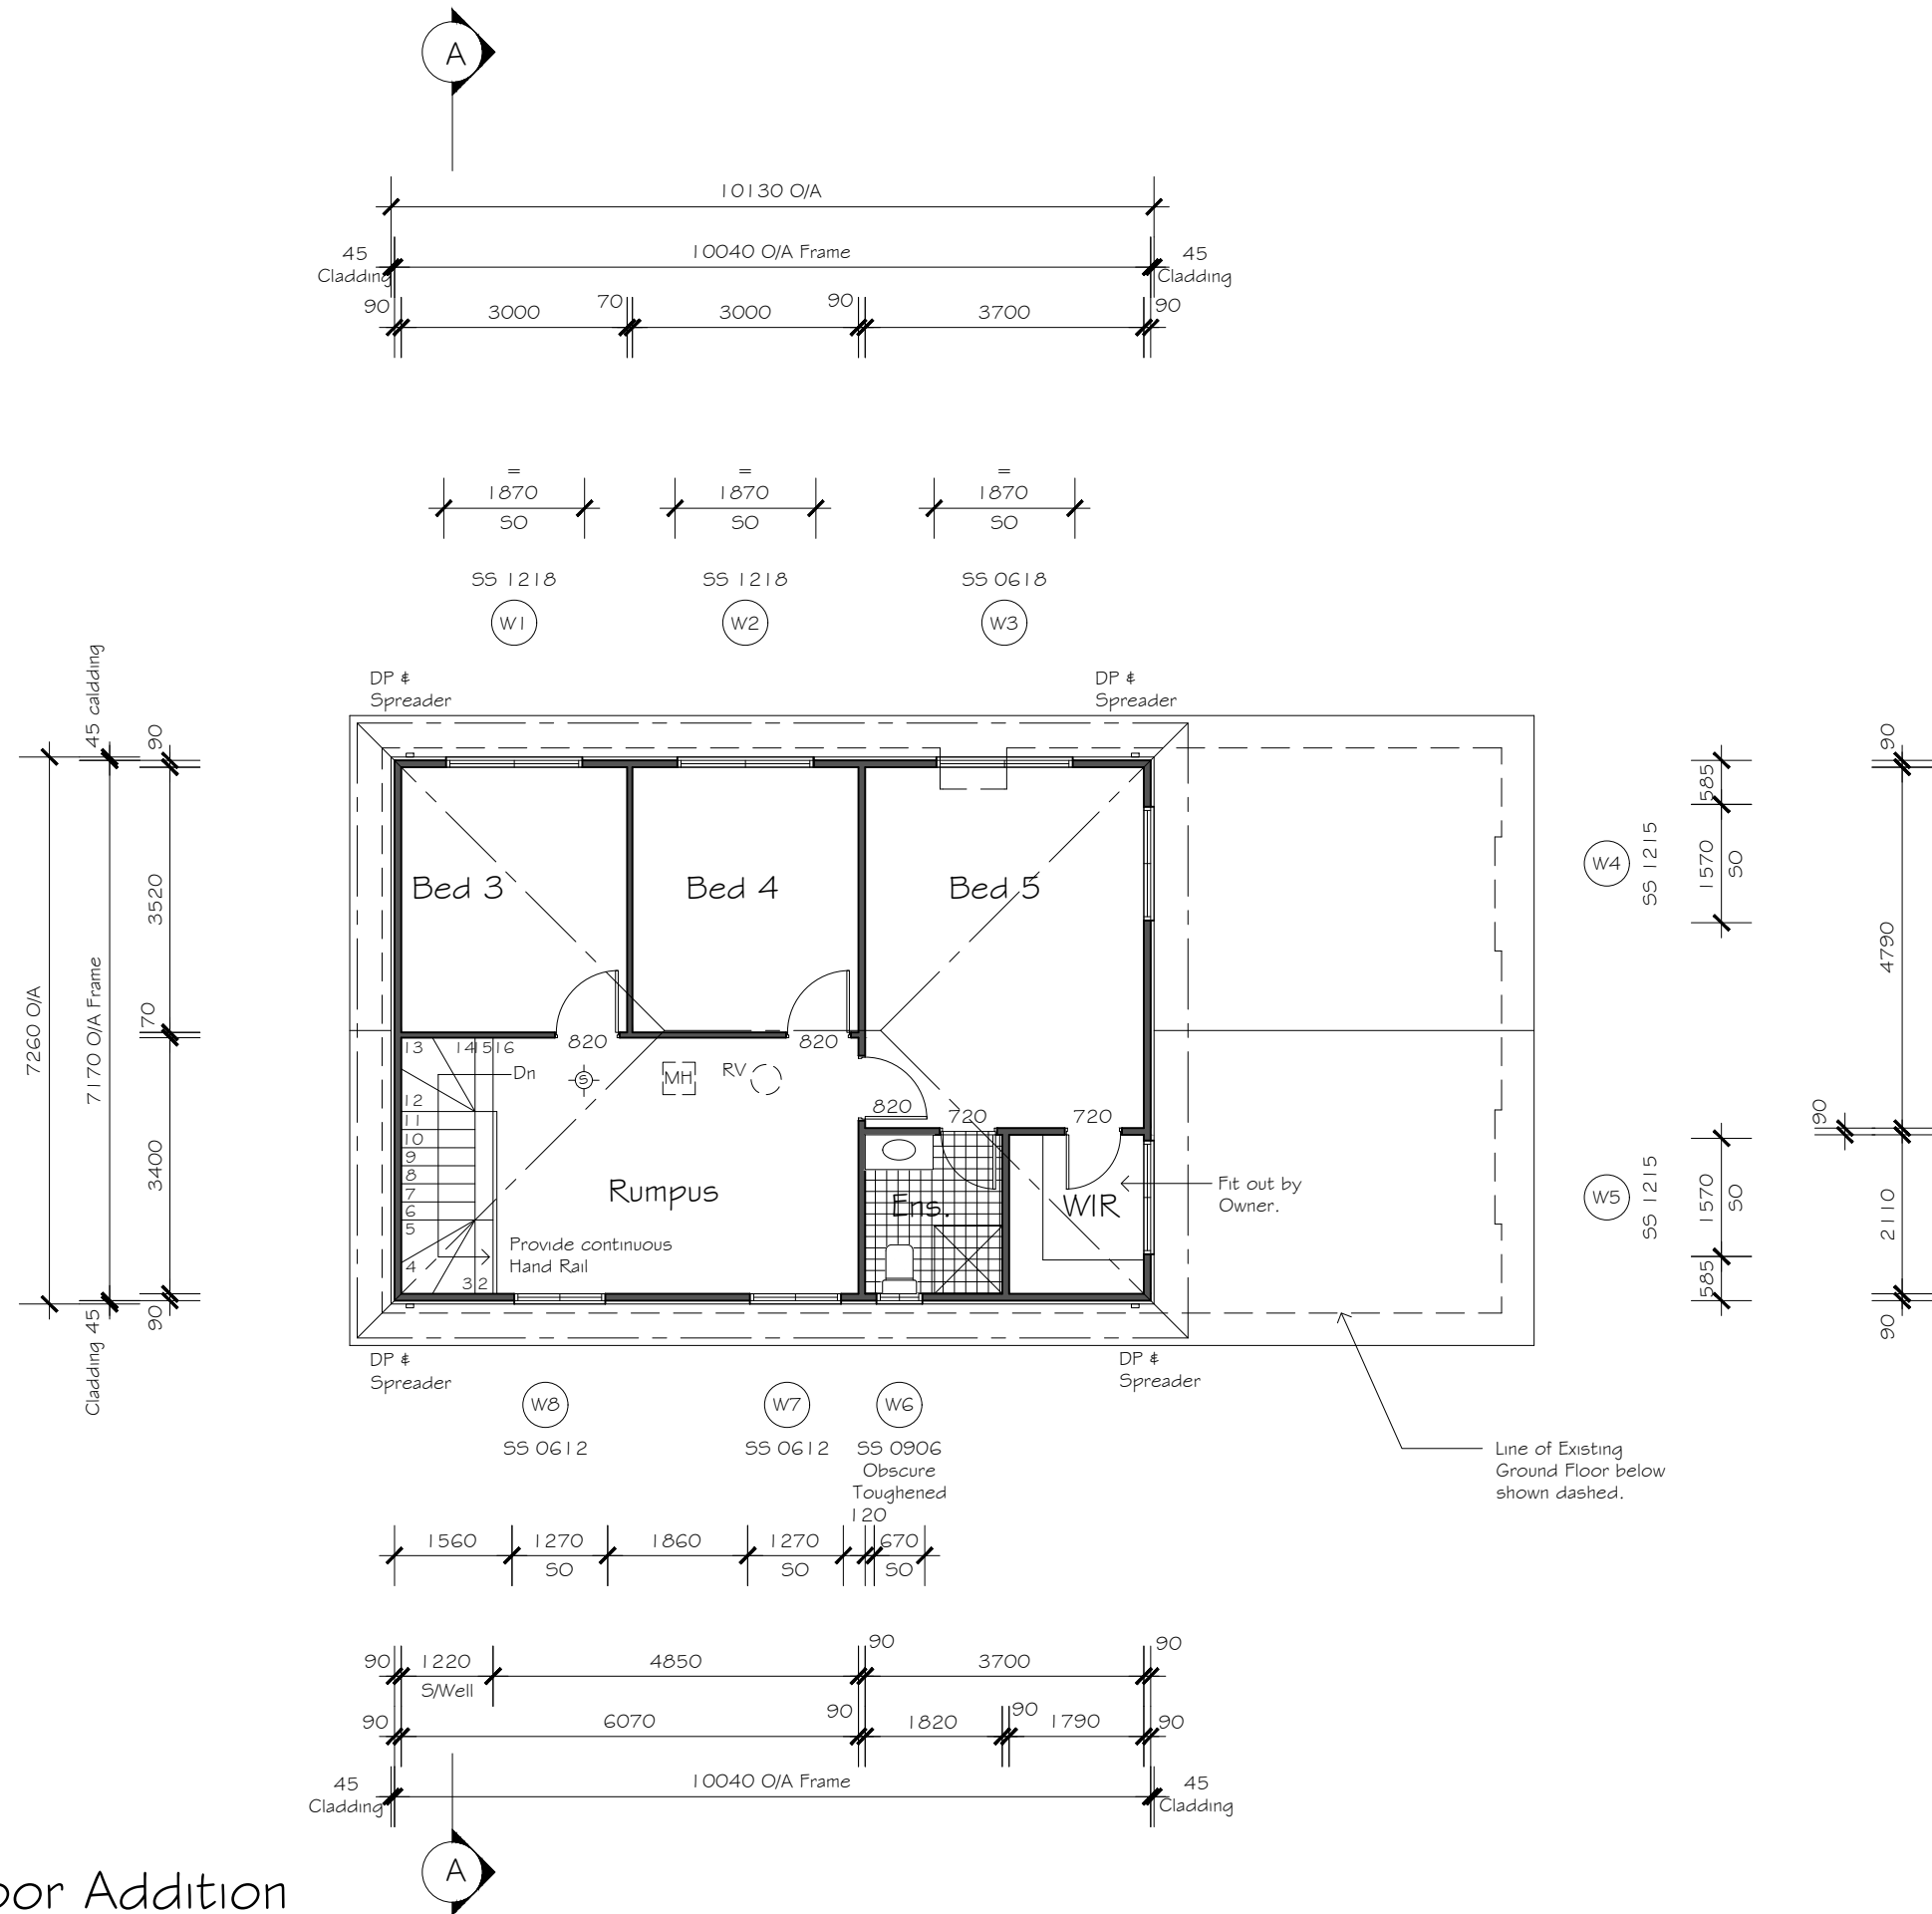 A
10130 O/A
45
Cladding
10040 O/A Frame
45
Cladding
90
3000
70
3000
90
3700
90
=
1870
SO
=
1870
SO
=
1870
SO
SS 1218
SS 1218
SS 0618
W1
W2
W3
DP &
Spreader
DP &
Spreader
7260 O/A
45 caldding
7170 O/A Frame
Cladding 45
90
3520
70
3400
90
Bed 3
Bed 4
Bed 5
820
820
820
720
720
13
14
15
16
Dn
12
11
10
9
8
7
6
5
4
3
2
S
MH
RV
Rumpus
Ens.
WIR
Provide continuous
Hand Rail
Fit out by
Owner.
W4
SS 1215
585
1570
SO
W5
SS 1215
1570
SO
585
90
4790
90
2110
90
DP &
Spreader
DP &
Spreader
W8
W7
W6
SS 0612
SS 0612
SS 0906
Obscure
Toughened
Line of Existing
Ground Floor below
shown dashed.
1560
1270
SO
1860
1270
SO
120
670
SO
90
1220
S/Well
4850
90
3700
90
90
6070
90
1820
90
1790
90
45
Cladding
10040 O/A Frame
45
Cladding
A
oor Addition